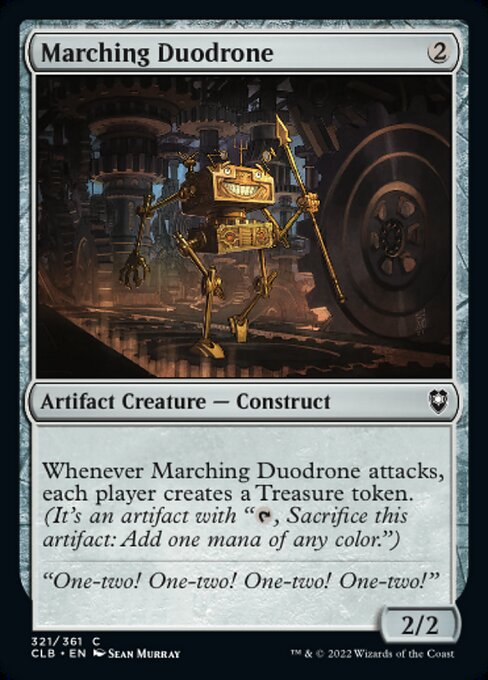 Marching Duodrone 2
Artifact Creature — Construct
Whenever Marching Duodrone attacks,
each player creates a Treasure token.
(It's an artifact with “, Sacrifice this
artifact: Add one mana of any color.”)
“One-two! One-two! One-two! One-two!”
2/2
321/361 C
CLB • EN Sean Murray
™ & © 2022 Wizards of the Coast